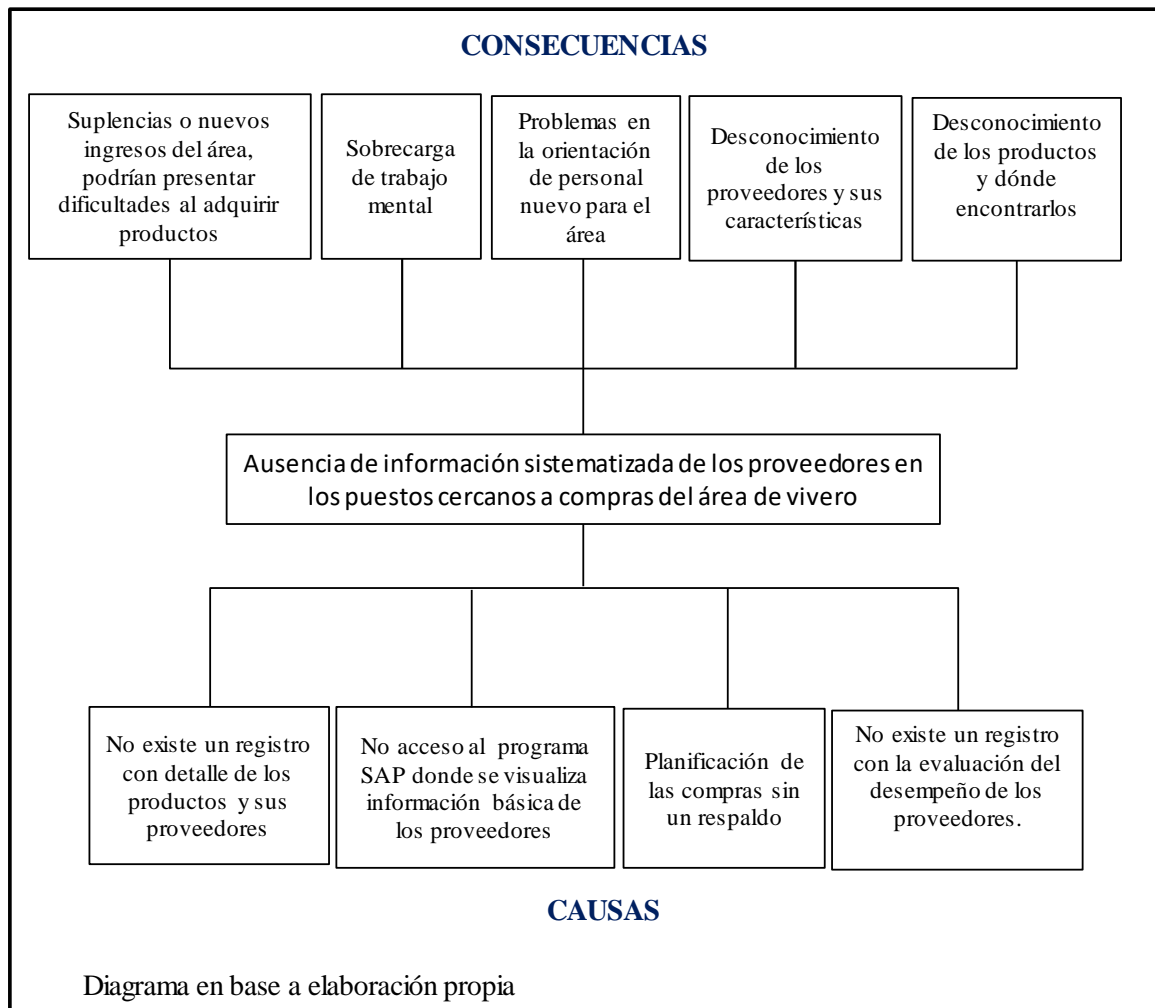 CONSECUENCIAS
Suplencias o nuevos
ingresos del área,
podrían presentar
dificultades al adquirir
productos
Sobrecarga
de trabajo
mental
Problemas en
la orientación
de personal
nuevo para el
área
Desconocimiento
de los
proveedores y sus
características
Desconocimiento
de los productos
y dónde
encontrarlos
Ausencia de información sistematizada de los proveedores en
los puestos cercanos a compras del área de vivero
No existe un registro
con detalle de los
productos y sus
proveedores
No acceso al programa
SAP donde se visualiza
información básica de
los proveedores
Planificación de
las compras sin
un respaldo
No existe un registro
con la evaluación del
desempeño de los
proveedores.
CAUSAS
Diagrama en base a elaboración propia